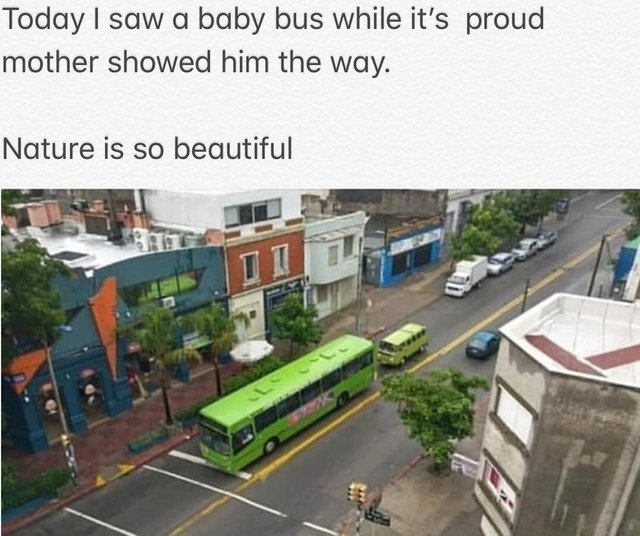 Today I saw a baby bus while it’s proud
mother showed him the way.
Nature is so beautiful